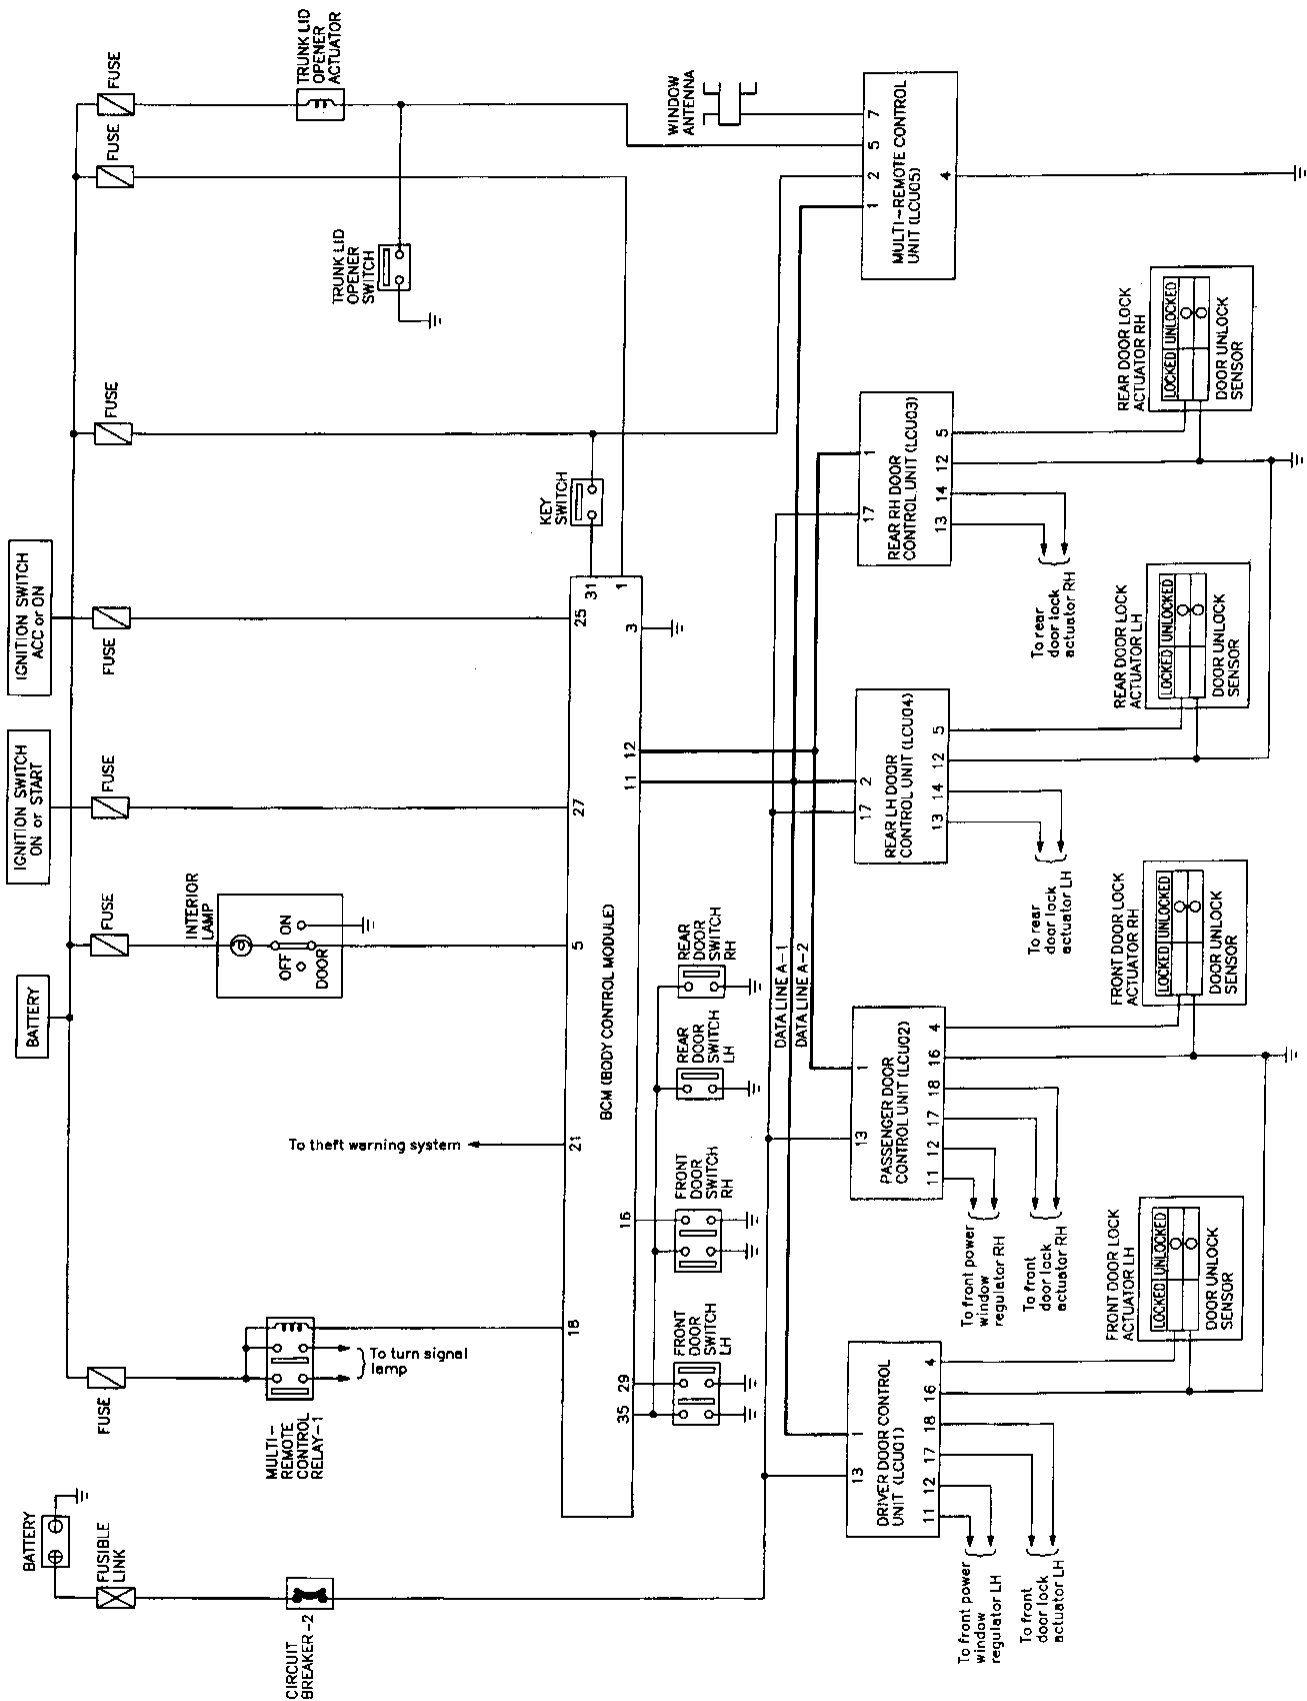 BATTERY
FUSIBLE
LINK
CIRCUIT
BREAKER-2
FUSE
MULTI-
REMOTE
CONTROL
RELAY-1
To turn signal
lamp
BATTERY
To theft warning system
FUSE
INTERIOR
LAMP
OFF
ON
DOOR
IGNITION SWITCH
ON or START
FUSE
IGNITION SWITCH
ACC or ON
FUSE
FUSE
KEY
SWITCH
FUSE
FUSE
TRUNK LID
OPENER
ACTUATOR
TRUNK LID
OPENER
SWITCH
WINDOW
ANTENNA
18
21
5
27
25
31
BCM (BODY CONTROL MODULE)
35
29
16
11
12
3
1
FRONT
DOOR
SWITCH
LH
FRONT
DOOR
SWITCH
RH
REAR
DOOR
SWITCH
LH
REAR
DOOR
SWITCH
RH
DATA LINE A-1
DATA LINE A-2
13
1
DRIVER DOOR CONTROL
UNIT (LCU01)
11
12
17
18
16
4
13
1
PASSENGER DOOR
CONTROL UNIT (LCU02)
11
12
17
18
16
4
17
2
REAR LH DOOR
CONTROL UNIT (LCU04)
13
14
12
5
17
1
REAR RH DOOR
CONTROL UNIT (LCU03)
13
14
12
5
1
2
5
7
MULTI-REMOTE CONTROL
UNIT (LCU05)
4
To front power
window
regulator LH
To front
door lock
actuator LH
FRONT DOOR LOCK
ACTUATOR LH
LOCKED
UNLOCKED
DOOR UNLOCK
SENSOR
To front power
window
regulator RH
To front
door lock
actuator RH
FRONT DOOR LOCK
ACTUATOR RH
LOCKED
UNLOCKED
DOOR UNLOCK
SENSOR
To rear
door lock
actuator LH
REAR DOOR LOCK
ACTUATOR LH
LOCKED
UNLOCKED
DOOR UNLOCK
SENSOR
To rear
door lock
actuator RH
REAR DOOR LOCK
ACTUATOR RH
LOCKED
UNLOCKED
DOOR UNLOCK
SENSOR